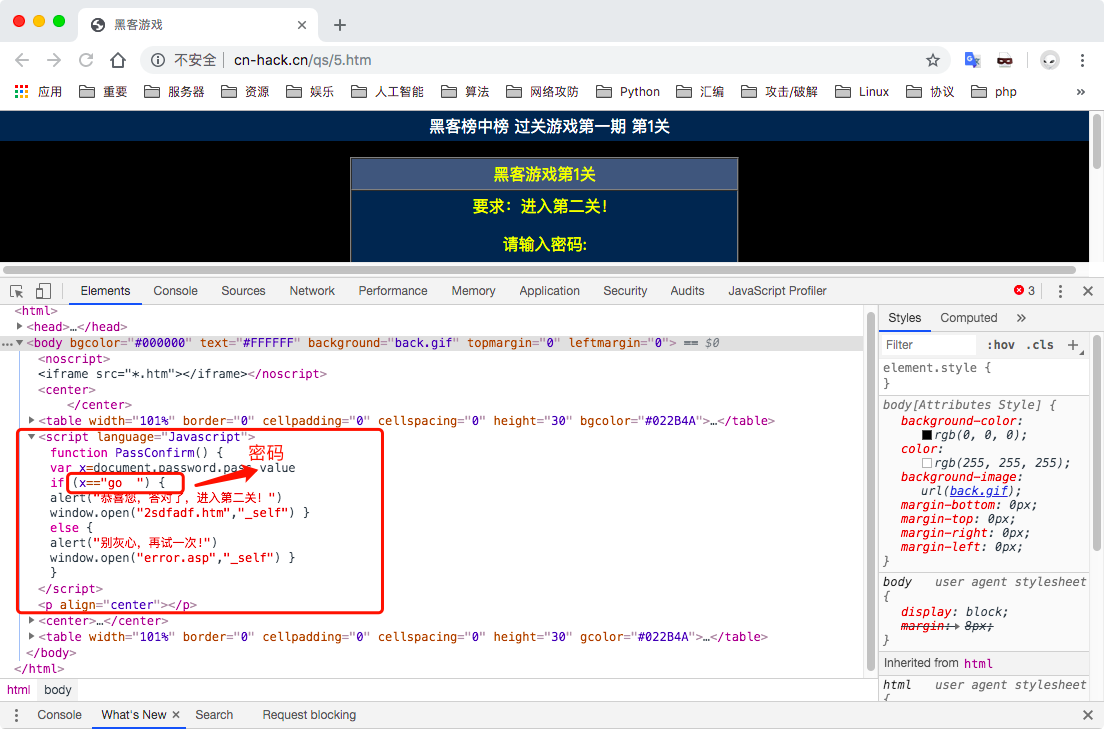 黑客游戏
不安全 cn-hack.cn/qs/5.htm
应用 重要 服务器 资源 娱乐 人工智能 算法 网络攻防 Python 汇编 攻击/破解 Linux 协议 php »
黑客榜中榜 过关游戏第一期 第1关
黑客游戏第1关
要求：进入第二关！
请输入密码:
Elements Console Sources Network Performance Memory Application Security Audits JavaScript Profiler 3
<html>
<head>…</head>
<body bgcolor="#000000" text="#FFFFFF" background="back.gif" topmargin="0" leftmargin="0"> == $0
<noscript>
<iframe src="*.htm"></iframe></noscript>
<center>
</center>
<table width="101%" border="0" cellpadding="0" cellspacing="0" height="30" bgcolor="#022B4A">…</table>
<script language="Javascript">
function PassConfirm() {
密码
var x=document.password.pass.value
if (x=="go  ") {
alert("恭喜您，答对了，进入第二关！")
window.open("2sdfadf.htm","_self") }
else {
alert("别灰心，再试一次!")
window.open("error.asp","_self") }
}
</script>
<p align="center"></p>
<center>…</center>
<table width="101%" border="0" cellpadding="0" cellspacing="0" height="30" gcolor="#022B4A">…</table>
</body>
</html>
html body
Styles Computed »
Filter :hov .cls +
element.style {
}
body[Attributes Style] {
background-color:
rgb(0, 0, 0);
color:
rgb(255, 255, 255);
background-image:
url(back.gif);
margin-bottom: 0px;
margin-top: 0px;
margin-right: 0px;
margin-left: 0px;
}
body user agent stylesheet
{
display: block;
margin: 8px;
}
Inherited from html
html user agent stylesheet
{
Console What's New Search Request blocking